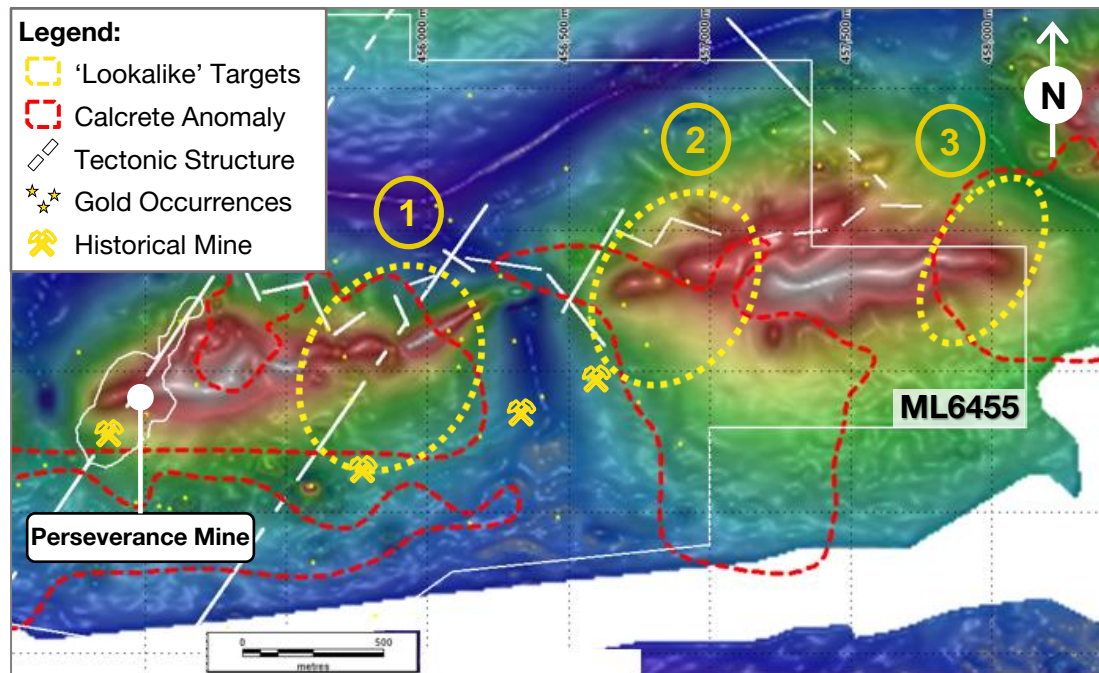 Legend:
'Lookalike' Targets
Calcrete Anomaly
Tectonic Structure
Gold Occurrences
Historical Mine
456,000 m
456,500 m
457,000 m
457,500 m
458,000 m
N
1
2
3
ML6455
Perseverance Mine
0 500
metres